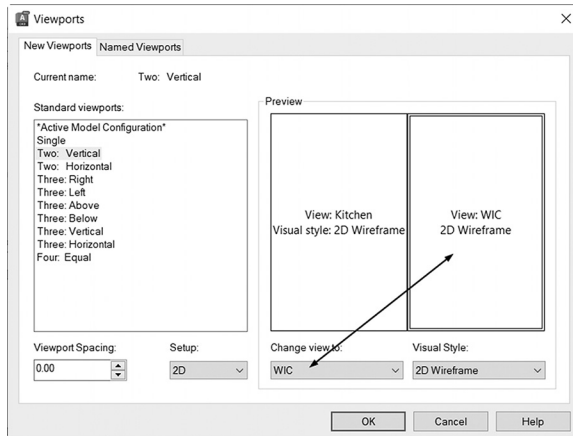 Viewports
New Viewports Named Viewports
Current name: Two: Vertical
Standard viewports:
*Active Model Configuration*
Single
Two: Vertical
Two: Horizontal
Three: Right
Three: Left
Three: Above
Three: Below
Three: Vertical
Three: Horizontal
Four: Equal
Preview
View: Kitchen
Visual style: 2D Wireframe
View: WIC
2D Wireframe
Viewport Spacing: Setup: Change view to: Visual Style:
0.00 2D WIC 2D Wireframe
OK Cancel Help